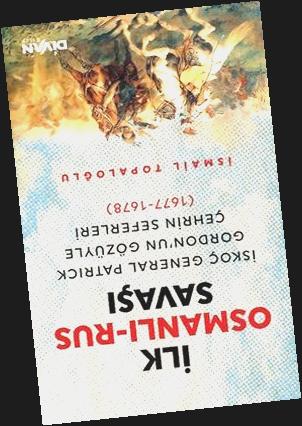 İLK
OSMANLI-RUS
SAVAŞI
İSKOÇ GENERAL PATRICK
GORDON'UN GÖZÜYLE
ÇEHRİN SEFERLERİ
(1677-1678)
İSMAİL TOPALOĞLU
DİVAN